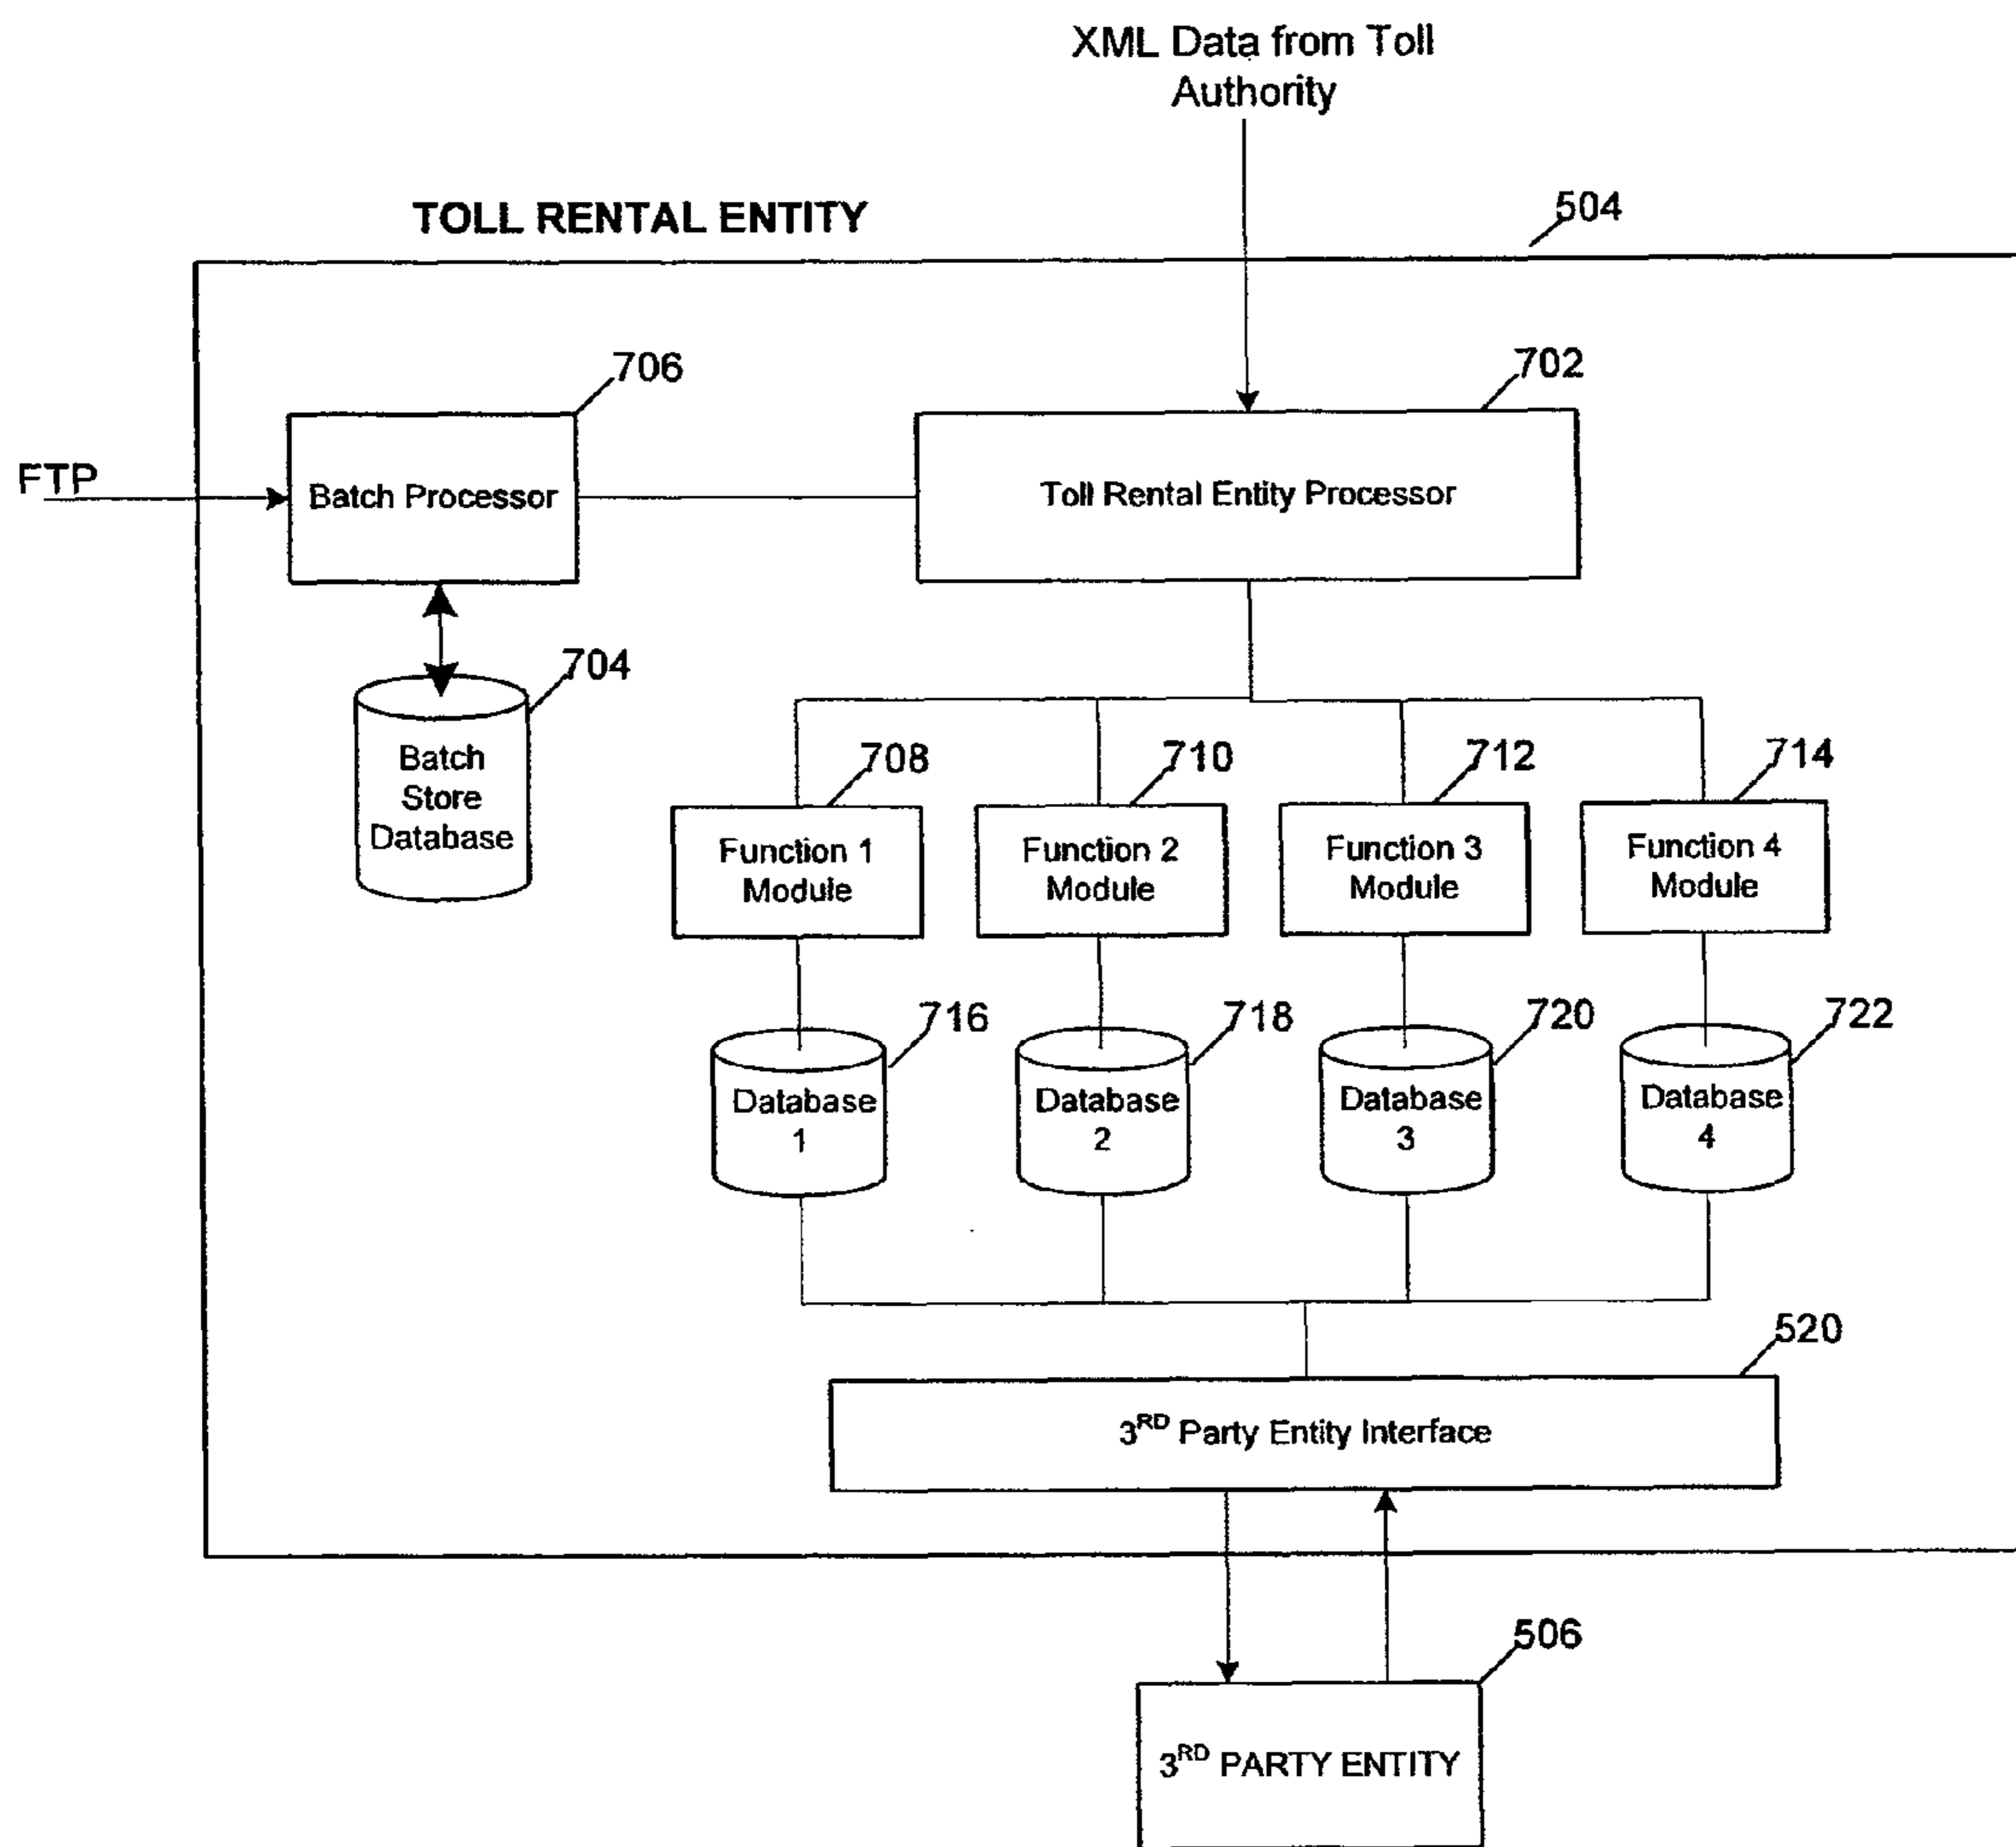 XML Data from Toll
Authority
TOLL RENTAL ENTITY
504
706
702
FTP
Batch Processor
Toll Rental Entity Processor
704
Batch
Store
Database
708
710
712
714
Function 1
Module
Function 2
Module
Function 3
Module
Function 4
Module
716
718
720
722
Database
1
Database
2
Database
3
Database
4
520
3RD Party Entity Interface
506
3RD PARTY ENTITY